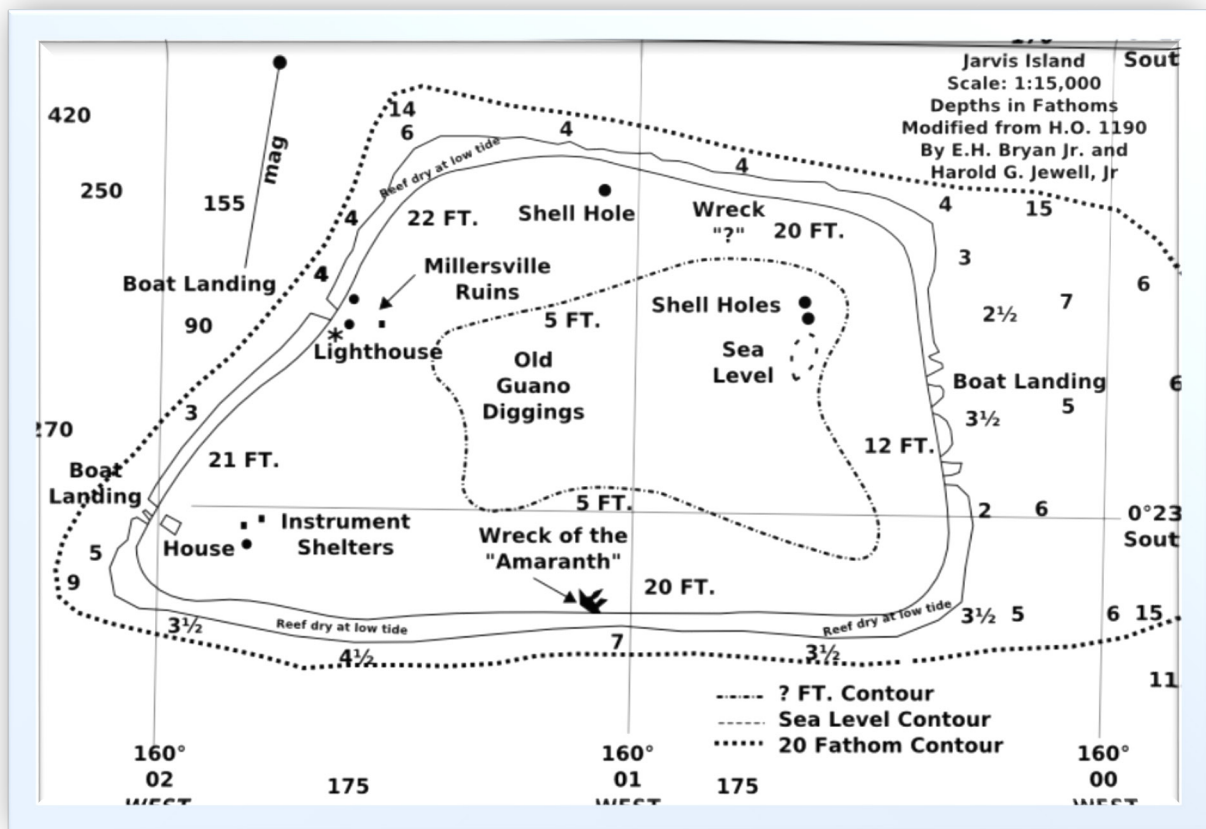 Jarvis Island
Scale: 1:15,000
Depths in Fathoms
Modified from H.O. 1190
By E.H. Bryan Jr. and
Harold G. Jewell, Jr
Sout
420
14
6
4
mag
Reef dry at low tide
4
250
155
4
22 FT.
Shell Hole
Wreck
"?"
20 FT.
4
15
3
Boat Landing
4
Millersville
Ruins
6
90
Lighthouse
5 FT.
Shell Holes
2½
7
Old
Guano
Diggings
Sea
Level
Boat Landing
6
3
3½
5
270
21 FT.
12 FT.
Boat
Landing
5 FT.
2
6
0°23
Sout
House
Instrument
Shelters
Wreck of the
"Amaranth"
5
9
20 FT.
3½
Reef dry at low tide
7
Reef dry at low tide
3½
5
6
15
4½
3½
11
? FT. Contour
Sea Level Contour
20 Fathom Contour
160°
02
WEST
175
160°
01
WEST
175
160°
00
WEST